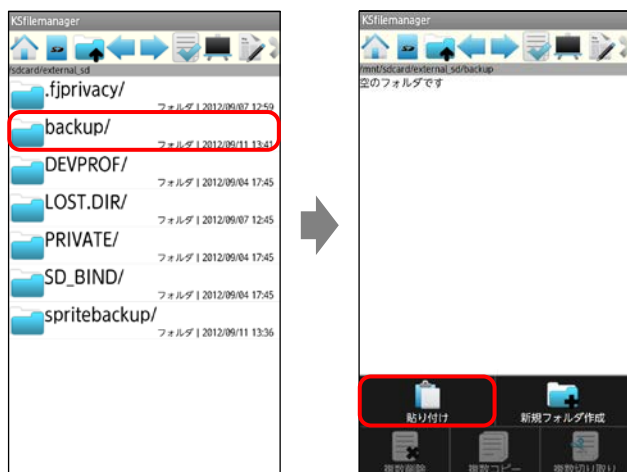 KSfilemanager
/sdcard/external_sd
.fjprivacy/
フォルダ | 2012/09/07 12:59
backup/
フォルダ | 2012/09/11 13:41
DEVPROF/
フォルダ | 2012/09/04 17:45
LOST.DIR/
フォルダ | 2012/09/07 12:45
PRIVATE/
フォルダ | 2012/09/04 17:45
SD_BIND/
フォルダ | 2012/09/04 17:45
spritebackup/
フォルダ | 2012/09/11 13:36
KSfilemanager
/mnt/sdcard/external_sd/backup
空のフォルダです
貼り付け
新規フォルダ作成
複数削除
複数コピー
複数切り取り